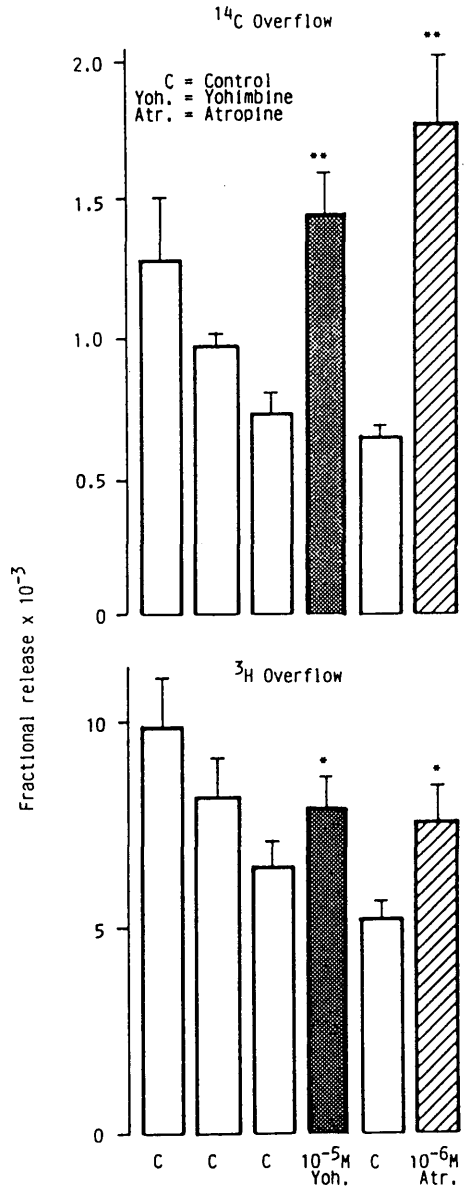 ¹⁴C Overflow
**
2.0
C = Control
Yoh. = Yohimbine
Atr. = Atropine
**
1.5
1.0
0.5
0
Fractional release x 10⁻³
³H Overflow
10
*
*
5
0
C C C 10⁻⁵M C 10⁻⁶M
Yoh. Atr.